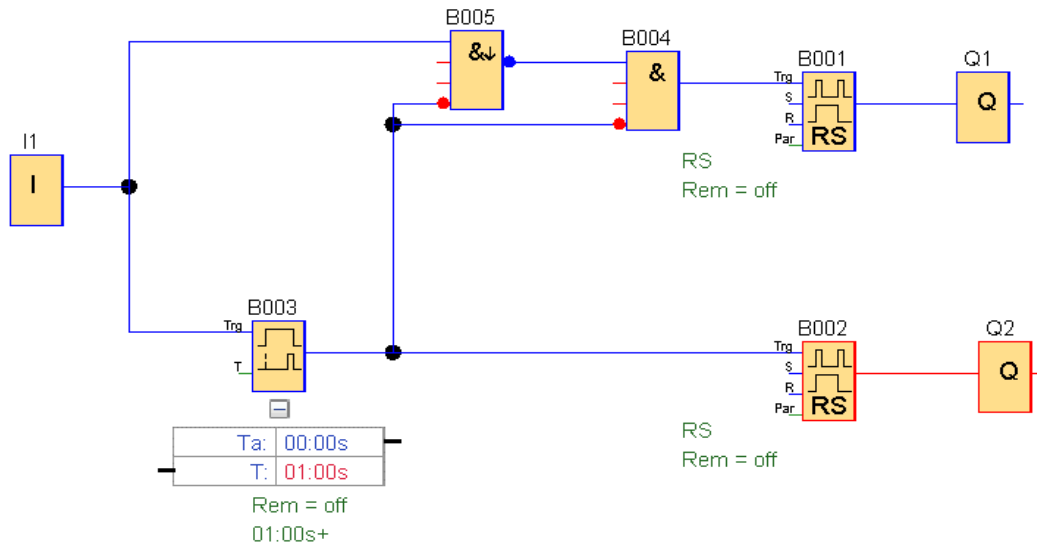 B005
&↓
B004
&
B001
Trg
S
R
Par
RS
Q1
Q
RS
Rem = off
I1
I
B003
Trg
T
Ta: 00:00s
T: 01:00s
Rem = off
01:00s+
B002
Trg
S
R
Par
RS
Q2
Q
RS
Rem = off